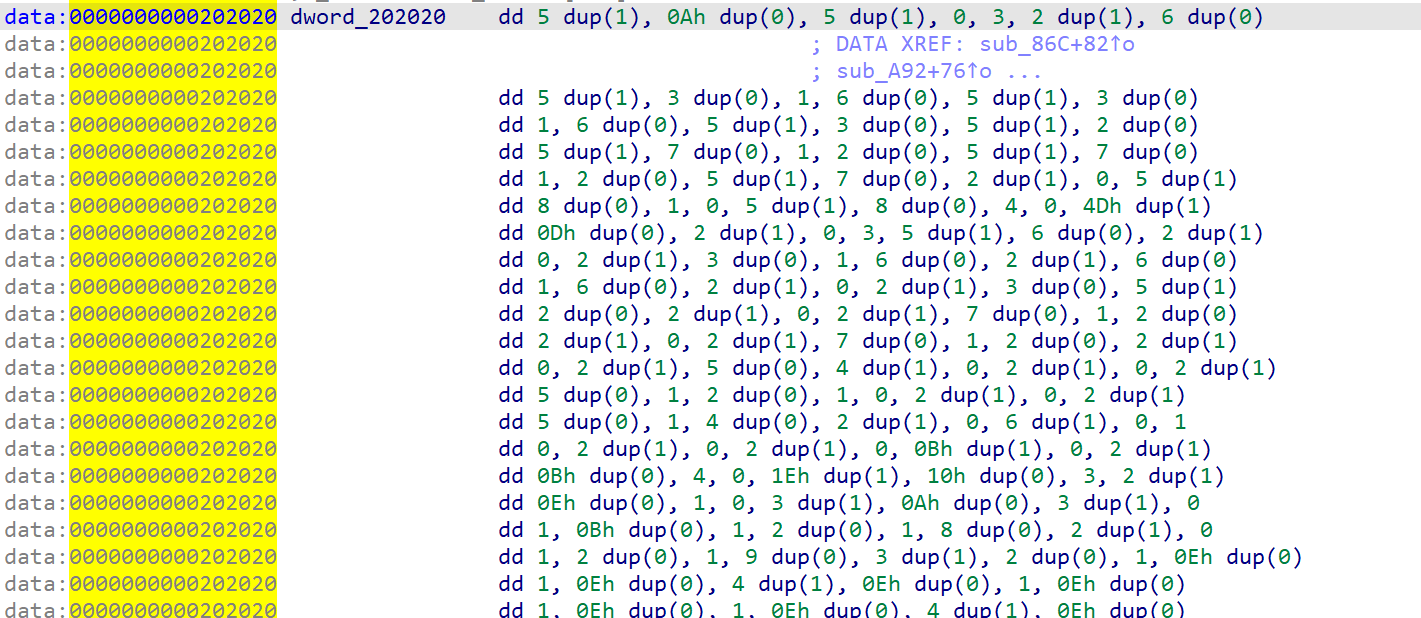 data:0000000000202020 dword_202020 dd 5 dup(1), 0Ah dup(0), 5 dup(1), 0, 3, 2 dup(1), 6 dup(0)
data:0000000000202020 ; DATA XREF: sub_86C+82↑o
data:0000000000202020 ; sub_A92+76↑o ...
data:0000000000202020 dd 5 dup(1), 3 dup(0), 1, 6 dup(0), 5 dup(1), 3 dup(0)
data:0000000000202020 dd 1, 6 dup(0), 5 dup(1), 3 dup(0), 5 dup(1), 2 dup(0)
data:0000000000202020 dd 5 dup(1), 7 dup(0), 1, 2 dup(0), 5 dup(1), 7 dup(0)
data:0000000000202020 dd 1, 2 dup(0), 5 dup(1), 7 dup(0), 2 dup(1), 0, 5 dup(1)
data:0000000000202020 dd 8 dup(0), 1, 0, 5 dup(1), 8 dup(0), 4, 0, 4Dh dup(1)
data:0000000000202020 dd 0Dh dup(0), 2 dup(1), 0, 3, 5 dup(1), 6 dup(0), 2 dup(1)
data:0000000000202020 dd 0, 2 dup(1), 3 dup(0), 1, 6 dup(0), 2 dup(1), 6 dup(0)
data:0000000000202020 dd 1, 6 dup(0), 2 dup(1), 0, 2 dup(1), 3 dup(0), 5 dup(1)
data:0000000000202020 dd 2 dup(0), 2 dup(1), 0, 2 dup(1), 7 dup(0), 1, 2 dup(0)
data:0000000000202020 dd 2 dup(1), 0, 2 dup(1), 7 dup(0), 1, 2 dup(0), 2 dup(1)
data:0000000000202020 dd 0, 2 dup(1), 5 dup(0), 4 dup(1), 0, 2 dup(1), 0, 2 dup(1)
data:0000000000202020 dd 5 dup(0), 1, 2 dup(0), 1, 0, 2 dup(1), 0, 2 dup(1)
data:0000000000202020 dd 5 dup(0), 1, 4 dup(0), 2 dup(1), 0, 6 dup(1), 0, 1
data:0000000000202020 dd 0, 2 dup(1), 0, 2 dup(1), 0, 0Bh dup(1), 0, 2 dup(1)
data:0000000000202020 dd 0Bh dup(0), 4, 0, 1Eh dup(1), 10h dup(0), 3, 2 dup(1)
data:0000000000202020 dd 0Eh dup(0), 1, 0, 3 dup(1), 0Ah dup(0), 3 dup(1), 0
data:0000000000202020 dd 1, 0Bh dup(0), 1, 2 dup(0), 1, 8 dup(0), 2 dup(1), 0
data:0000000000202020 dd 1, 2 dup(0), 1, 9 dup(0), 3 dup(1), 2 dup(0), 1, 0Eh dup(0)
data:0000000000202020 dd 1, 0Eh dup(0), 4 dup(1), 0Eh dup(0), 1, 0Eh dup(0)
data:0000000000202020 dd 1, 0Eh dup(0), 1, 0Eh dup(0), 4 dup(1), 0Eh dup(0)